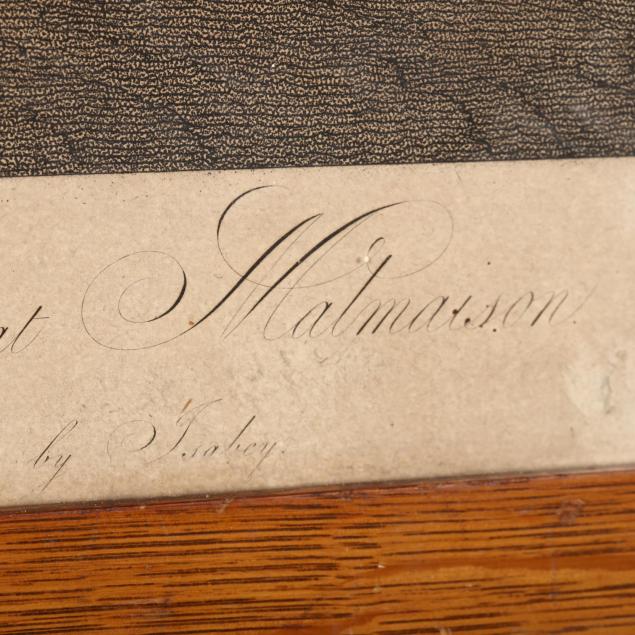 at Malmaison.
by Isabey.